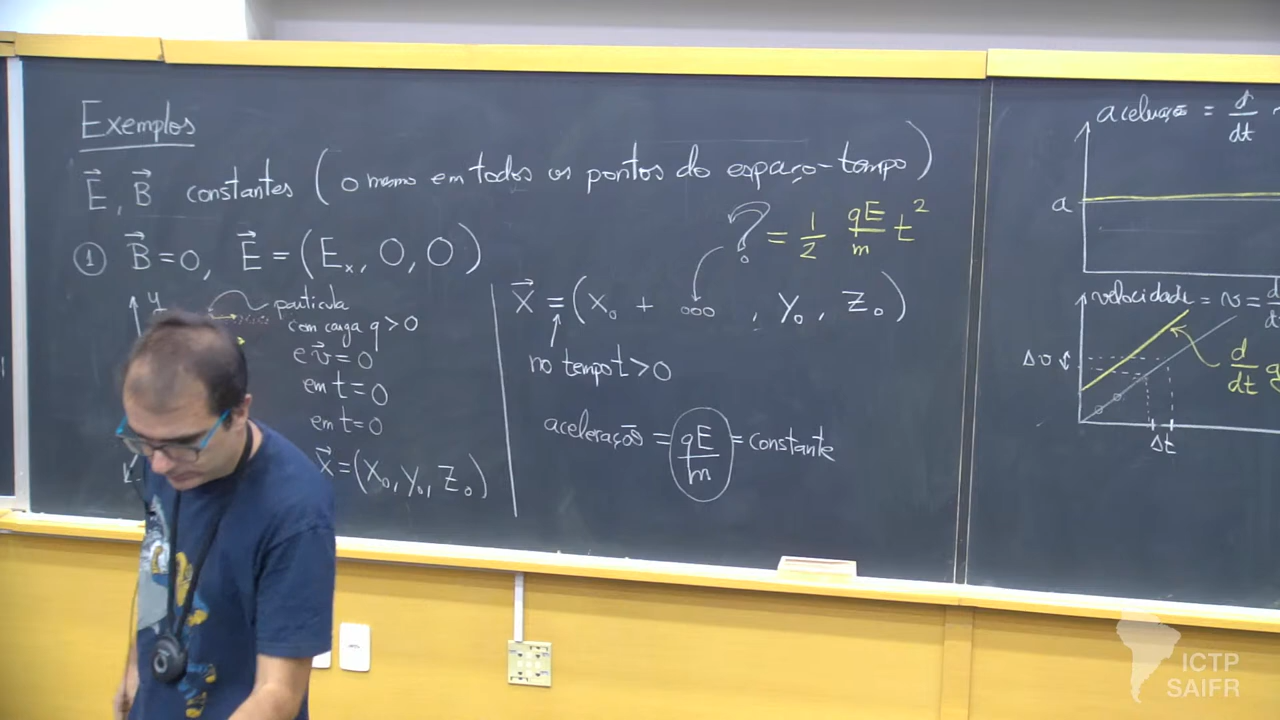 Exemplos
E⃗, B⃗ constantes (o mesmo em todos os pontos do espaço-tempo)
① B⃗=0, E⃗=(Eₓ, 0, 0)
y
partícula
com carga q>0
e v⃗=0
em t=0
em t=0
X⃗=(X₀, Y₀, Z₀)
? = 1/2 qE/m t²
X⃗=(X₀ + ooo , Y₀, Z₀)
no tempo t>0
aceleração = qE/m = constante
aceleração = d/dt
a
velocidade = v = d/dt
Δv
d/dt
Δt
ICTP
SAIFR